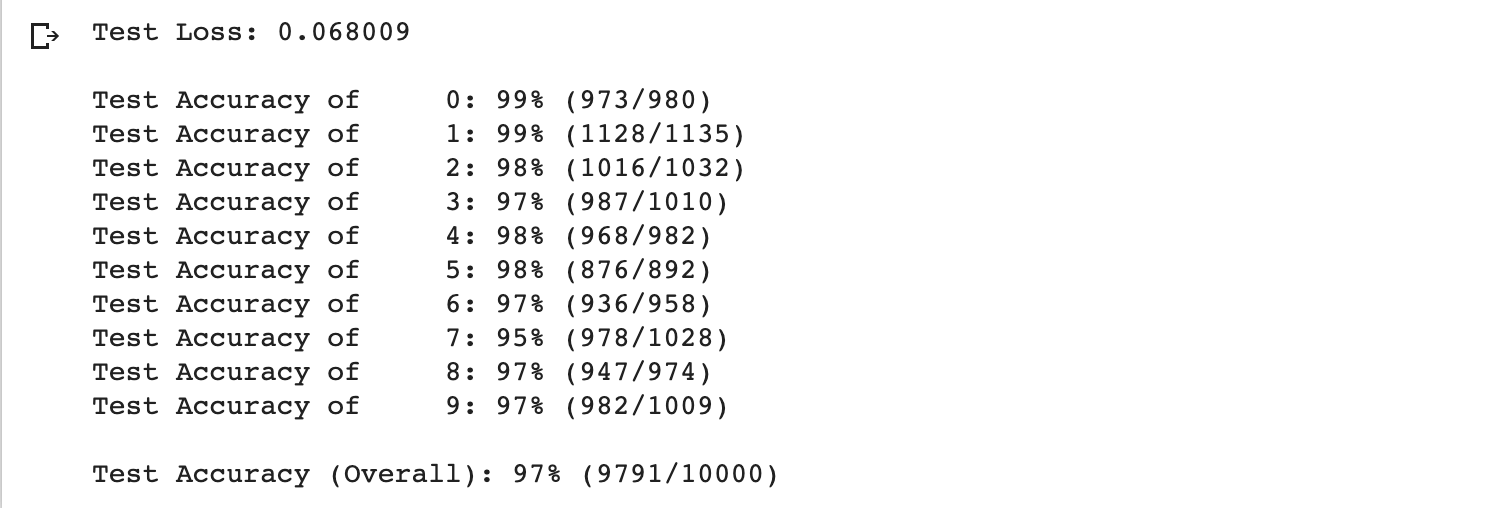 Test Loss: 0.068009
Test Accuracy of     0: 99% (973/980)
Test Accuracy of     1: 99% (1128/1135)
Test Accuracy of     2: 98% (1016/1032)
Test Accuracy of     3: 97% (987/1010)
Test Accuracy of     4: 98% (968/982)
Test Accuracy of     5: 98% (876/892)
Test Accuracy of     6: 97% (936/958)
Test Accuracy of     7: 95% (978/1028)
Test Accuracy of     8: 97% (947/974)
Test Accuracy of     9: 97% (982/1009)
Test Accuracy (Overall): 97% (9791/10000)